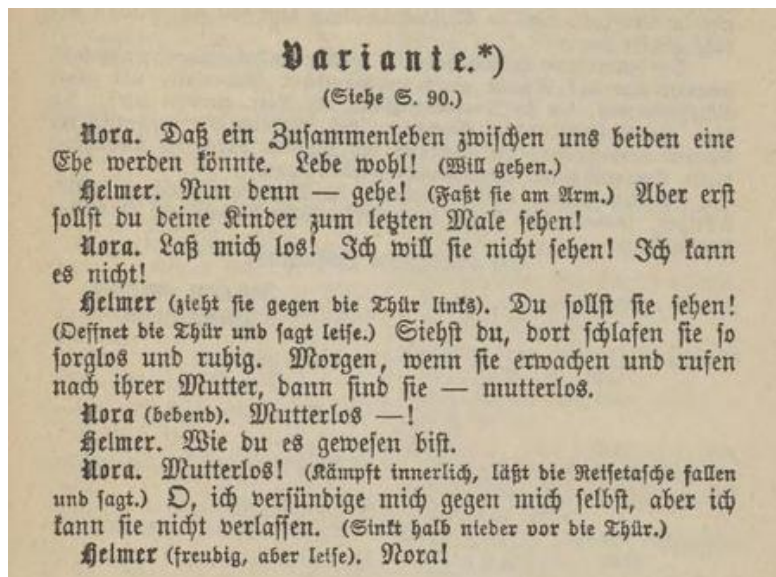 Variante.*)
(Siehe S. 90.)
Nora. Daß ein Zusammenleben zwischen uns beiden eine
Ehe werden könnte. Lebe wohl! (Will gehen.)
Helmer. Nun denn — gehe! (Faßt sie am Arm.) Aber erst
sollst du deine Kinder zum letzten Male sehen!
Nora. Laß mich los! Ich will sie nicht sehen! Ich kann
es nicht!
Helmer (zieht sie gegen die Thür links). Du sollst sie sehen!
(Oeffnet die Thür und sagt leise.) Siehst du, dort schlafen sie so
sorglos und ruhig. Morgen, wenn sie erwachen und rufen
nach ihrer Mutter, dann sind sie — mutterlos.
Nora (bebend). Mutterlos —!
Helmer. Wie du es gewesen bist.
Nora. Mutterlos! (Kämpft innerlich, läßt die Reisetasche fallen
und sagt.) O, ich versündige mich gegen mich selbst, aber ich
kann sie nicht verlassen. (Sinkt halb nieder vor die Thür.)
Helmer (freudig, aber leise). Nora!